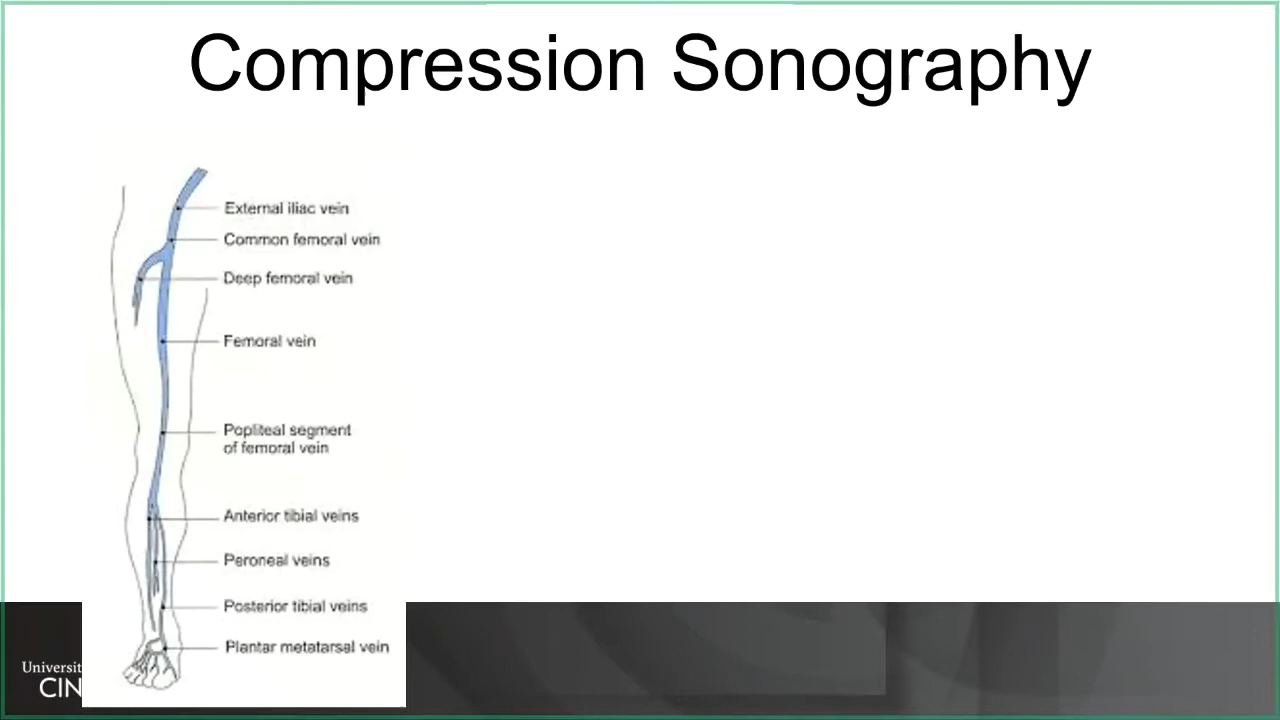 Compression Sonography
External iliac vein
Common femoral vein
Deep femoral vein
Femoral vein
Popliteal segment
of femoral vein
Anterior tibial veins
Peroneal veins
Posterior tibial veins
Plantar metatarsal vein
Universit
CIN